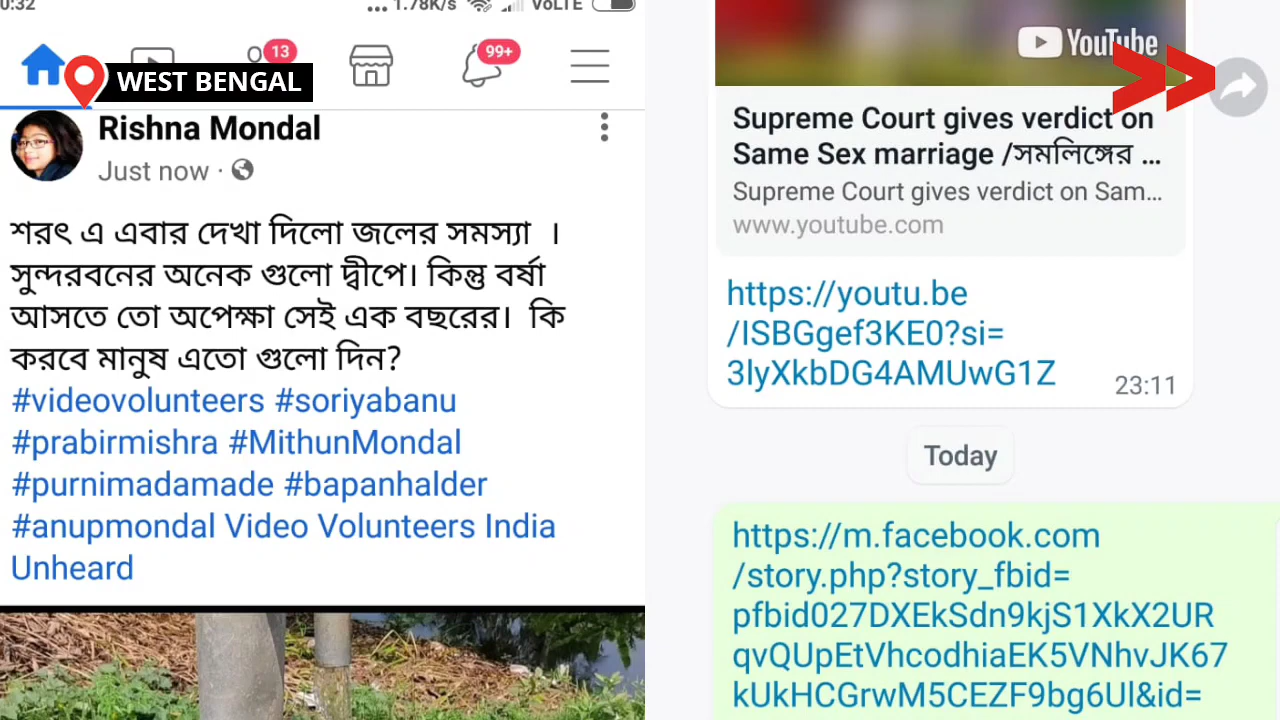 0:32
... 1.78K/s
VoLTE
13
99+
WEST BENGAL
Rishna Mondal
Just now ·
শরৎ এ এবার দেখা দিলো জলের সমস্যা ।
সুন্দরবনের অনেক গুলো দ্বীপে। কিন্তু বর্ষা
আসতে তো অপেক্ষা সেই এক বছরের। কি
করবে মানুষ এতো গুলো দিন?
#videovolunteers #soriyabanu
#prabirmishra #MithunMondal
#purnimadamade #bapanhalder
#anupmondal Video Volunteers India
Unheard
YouTube
Supreme Court gives verdict on
Same Sex marriage /সমলিঙ্গের ...
Supreme Court gives verdict on Sam...
www.youtube.com
https://youtu.be
/ISBGgef3KE0?si=
3lyXkbDG4AMUwG1Z
23:11
Today
https://m.facebook.com
/story.php?story_fbid=
pfbid027DXEkSdn9kjS1XkX2UR
qvQUpEtVhcodhiaEK5VNhvJK67
kUkHCGrwM5CEZF9bg6Ul&id=